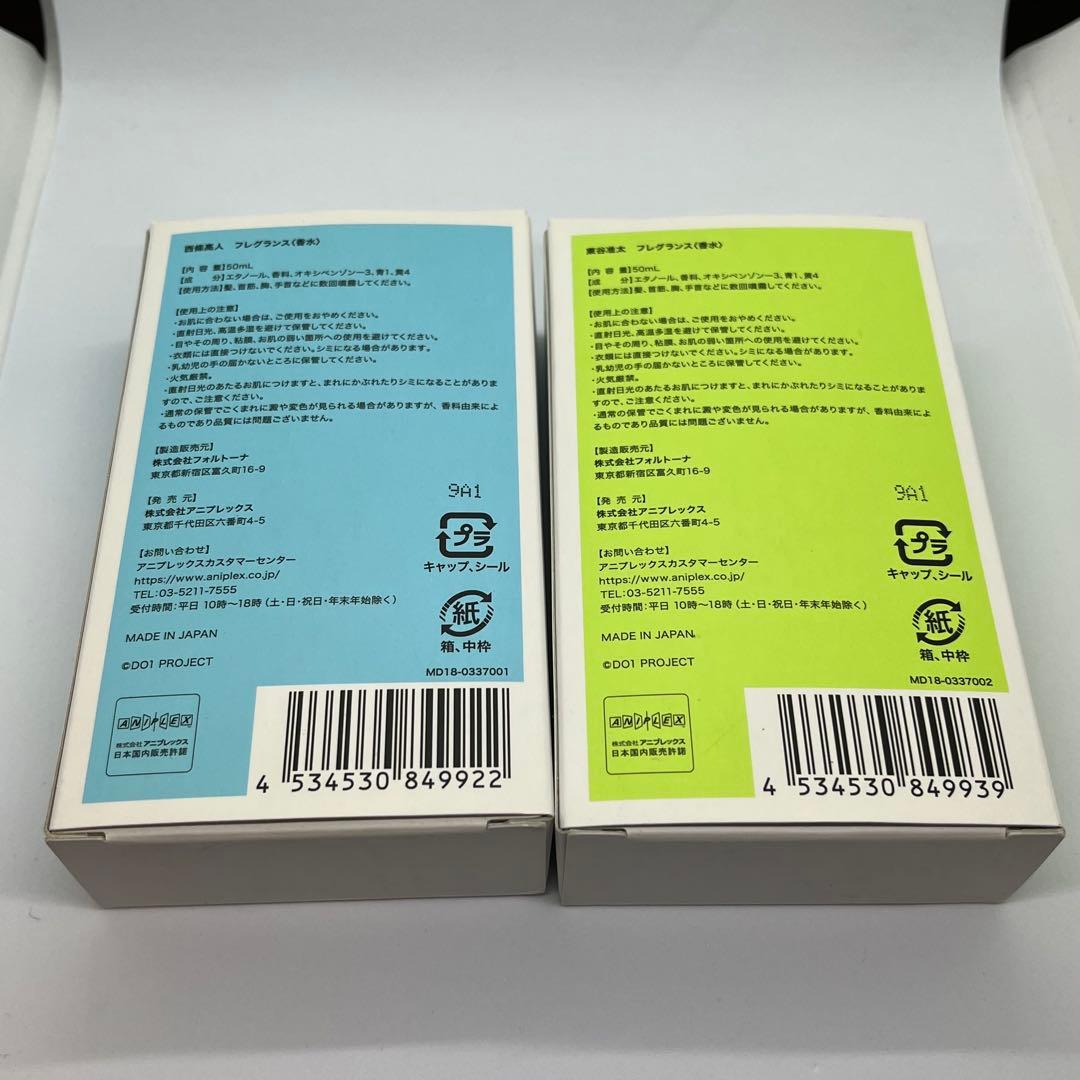 西條高人 フレグランス〈香水〉
【内 容 量】50mL
【成 分】エタノール、香料、オキシベンゾン－3、青1、黄4
【使用方法】髪、首筋、胸、手首などに数回噴霧してください。
【使用上の注意】
・お肌に合わない場合は、ご使用をおやめください。
・直射日光、高温多湿を避けて保管してください。
・目やその周り、粘膜、お肌の弱い箇所への使用を避けてください。
・衣類には直接つけないでください。シミになる場合があります。
・乳幼児の手の届かないところに保管してください。
・火気厳禁。
・直射日光のあたるお肌につけますと、まれにかぶれたりシミになることがありま
すので、ご注意ください。
・通常の保管でごくまれに澱や変色が見られる場合がありますが、香料由来によ
るものであり品質には問題ございません。
【製造販売元】
株式会社フォルトーナ
東京都新宿区富久町16-9
【発 売 元】
株式会社アニプレックス
東京都千代田区六番町4-5
9A1
【お問い合わせ】
アニプレックスカスタマーセンター
https://www.aniplex.co.jp/
TEL:03-5211-7555
受付時間:平日 10時～18時(土・日・祝日・年末年始除く)
プラ
キャップ、シール
紙
箱、中枠
MADE IN JAPAN
©DO1 PROJECT
MD18-0337001
ANIPLEX
株式会社アニプレックス
日本国内販売許諾
4 534530 849922
東谷准太 フレグランス〈香水〉
【内 容 量】50mL
【成 分】エタノール、香料、オキシベンゾン－3、青1、黄4
【使用方法】髪、首筋、胸、手首などに数回噴霧してください。
【使用上の注意】
・お肌に合わない場合は、ご使用をおやめください。
・直射日光、高温多湿を避けて保管してください。
・目やその周り、粘膜、お肌の弱い箇所への使用を避けてください。
・衣類には直接つけないでください。シミになる場合があります。
・乳幼児の手の届かないところに保管してください。
・火気厳禁。
・直射日光のあたるお肌につけますと、まれにかぶれたりシミになることがありま
すので、ご注意ください。
・通常の保管でごくまれに澱や変色が見られる場合がありますが、香料由来によ
るものであり品質には問題ございません。
【製造販売元】
株式会社フォルトーナ
東京都新宿区富久町16-9
【発 売 元】
株式会社アニプレックス
東京都千代田区六番町4-5
9A1
【お問い合わせ】
アニプレックスカスタマーセンター
https://www.aniplex.co.jp/
TEL:03-5211-7555
受付時間:平日 10時～18時(土・日・祝日・年末年始除く)
プラ
キャップ、シール
紙
箱、中枠
MADE IN JAPAN
©DO1 PROJECT
MD18-0337002
ANIPLEX
株式会社アニプレックス
日本国内販売許諾
4 534530 849939